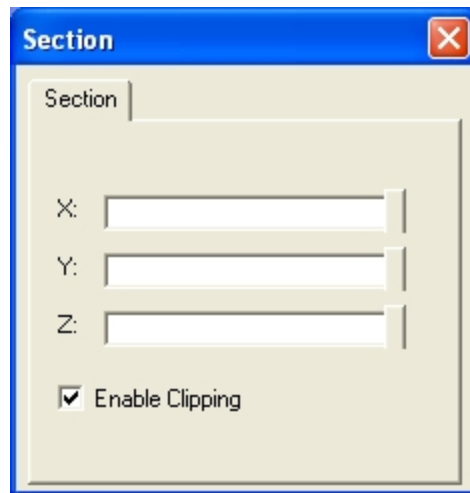 Section
Section
X:
Y:
Z:
Enable Clipping